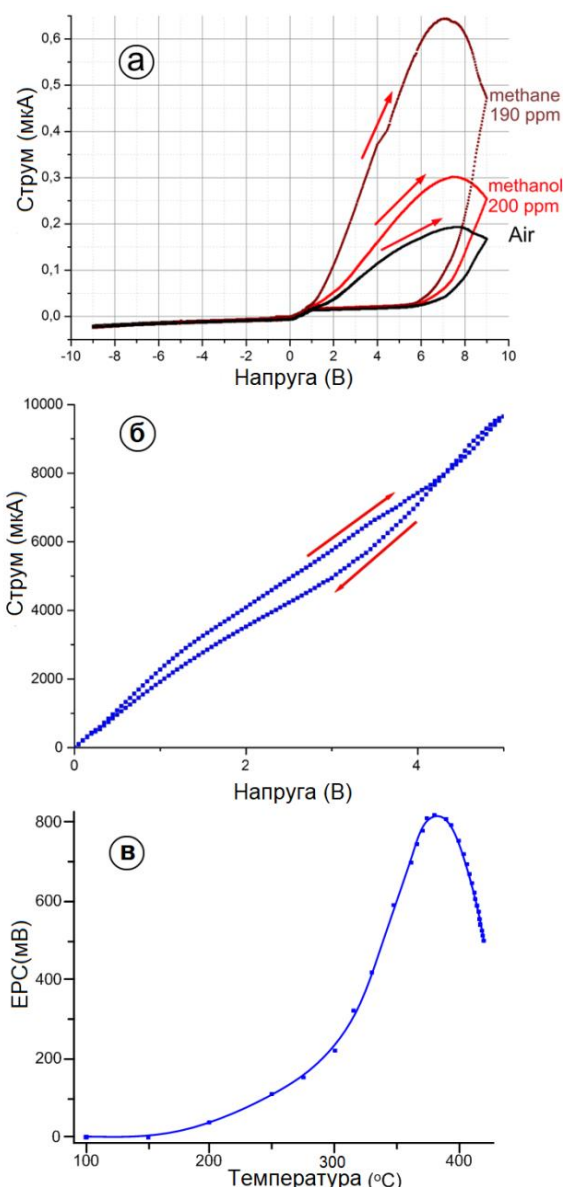 а
0,6
0,5
0,4
0,3
0,2
0,1
0,0
Струм (мкА)
methane
190 ppm
methanol
200 ppm
Air
-10 -8 -6 -4 -2 0 2 4 6 8 10
Напруга (В)
б
10000
8000
6000
4000
2000
0
Струм (мкА)
0 2 4
Напруга (В)
в
800
600
400
200
0
ЕРС(мВ)
100 200 300 400
Температура (°C)